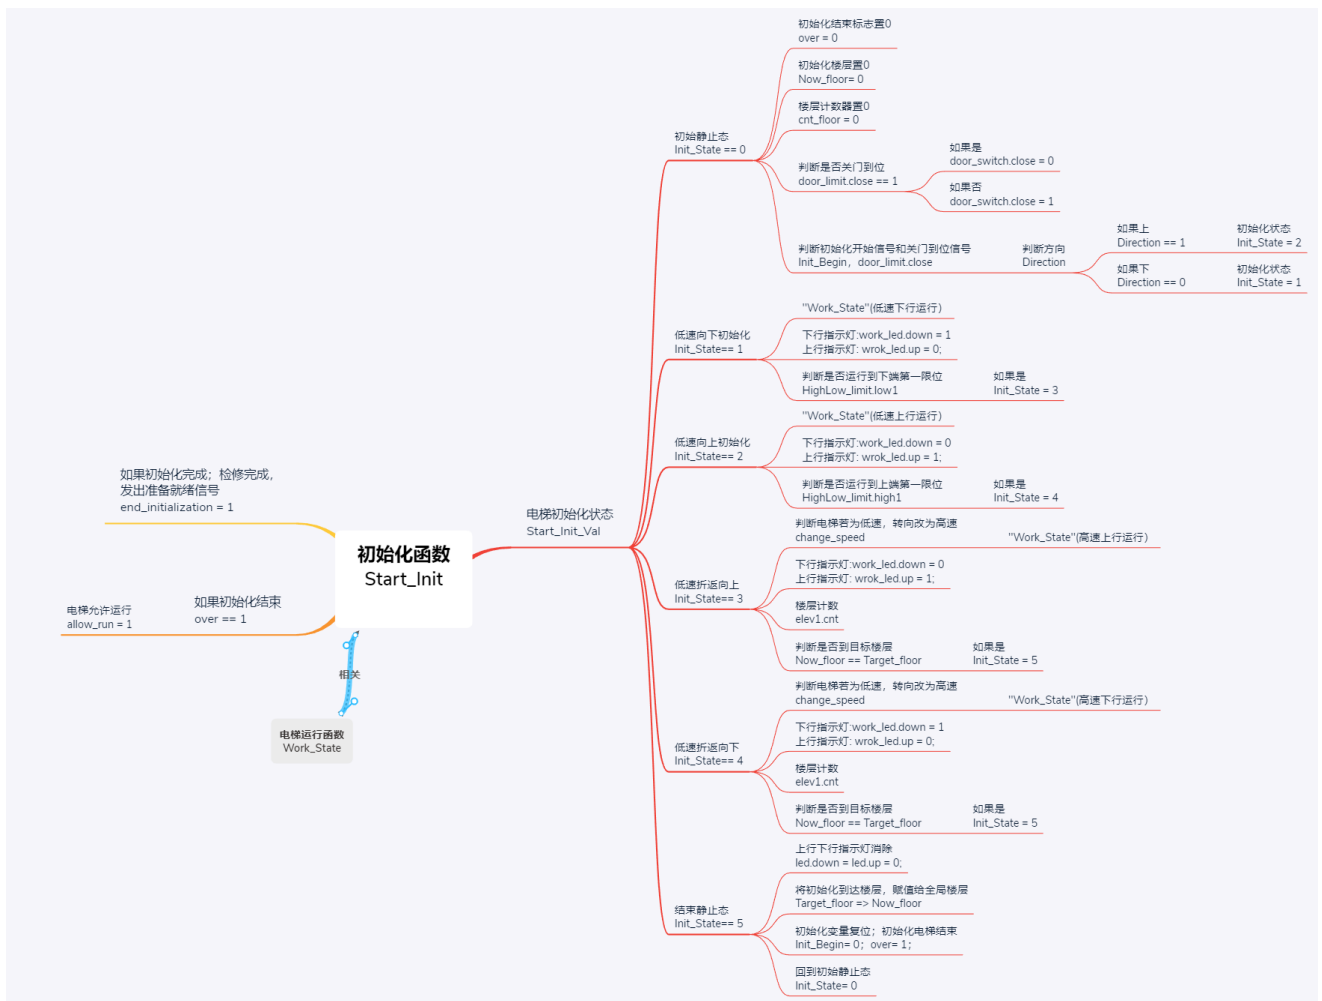 初始化函数
Start_Init
如果初始化完成；检修完成，
发出准备就绪信号
end_initialization = 1
如果初始化结束
over == 1
电梯允许运行
allow_run = 1
相关
电梯运行函数
Work_State
电梯初始化状态
Start_Init_Val
初始静止态
Init_State == 0
初始化结束标志置0
over = 0
初始化楼层置0
Now_floor= 0
楼层计数器置0
cnt_floor = 0
判断是否关门到位
door_limit.close == 1
如果是
door_switch.close = 0
如果否
door_switch.close = 1
判断初始化开始信号和关门到位信号
Init_Begin，door_limit.close
判断方向
Direction
如果上
Direction == 1
初始化状态
Init_State = 2
如果下
Direction == 0
初始化状态
Init_State = 1
低速向下初始化
Init_State== 1
"Work_State"(低速下行运行）
下行指示灯:work_led.down = 1
上行指示灯: wrok_led.up = 0;
判断是否运行到下端第一限位
HighLow_limit.low1
如果是
Init_State = 3
低速向上初始化
Init_State== 2
"Work_State"(低速上行运行）
下行指示灯:work_led.down = 0
上行指示灯: wrok_led.up = 1;
判断是否运行到上端第一限位
HighLow_limit.high1
如果是
Init_State = 4
低速折返向上
Init_State== 3
判断电梯若为低速，转向改为高速
change_speed
"Work_State"(高速上行运行）
下行指示灯:work_led.down = 0
上行指示灯: wrok_led.up = 1;
楼层计数
elev1.cnt
判断是否到目标楼层
Now_floor == Target_floor
如果是
Init_State = 5
低速折返向下
Init_State== 4
判断电梯若为低速，转向改为高速
change_speed
"Work_State"(高速下行运行）
下行指示灯:work_led.down = 1
上行指示灯: wrok_led.up = 0;
楼层计数
elev1.cnt
判断是否到目标楼层
Now_floor == Target_floor
如果是
Init_State = 5
结束静止态
Init_State== 5
上行下行指示灯消除
led.down = led.up = 0;
将初始化到达楼层，赋值给全局楼层
Target_floor => Now_floor
初始化变量复位；初始化电梯结束
Init_Begin= 0；over= 1；
回到初始静止态
Init_State= 0